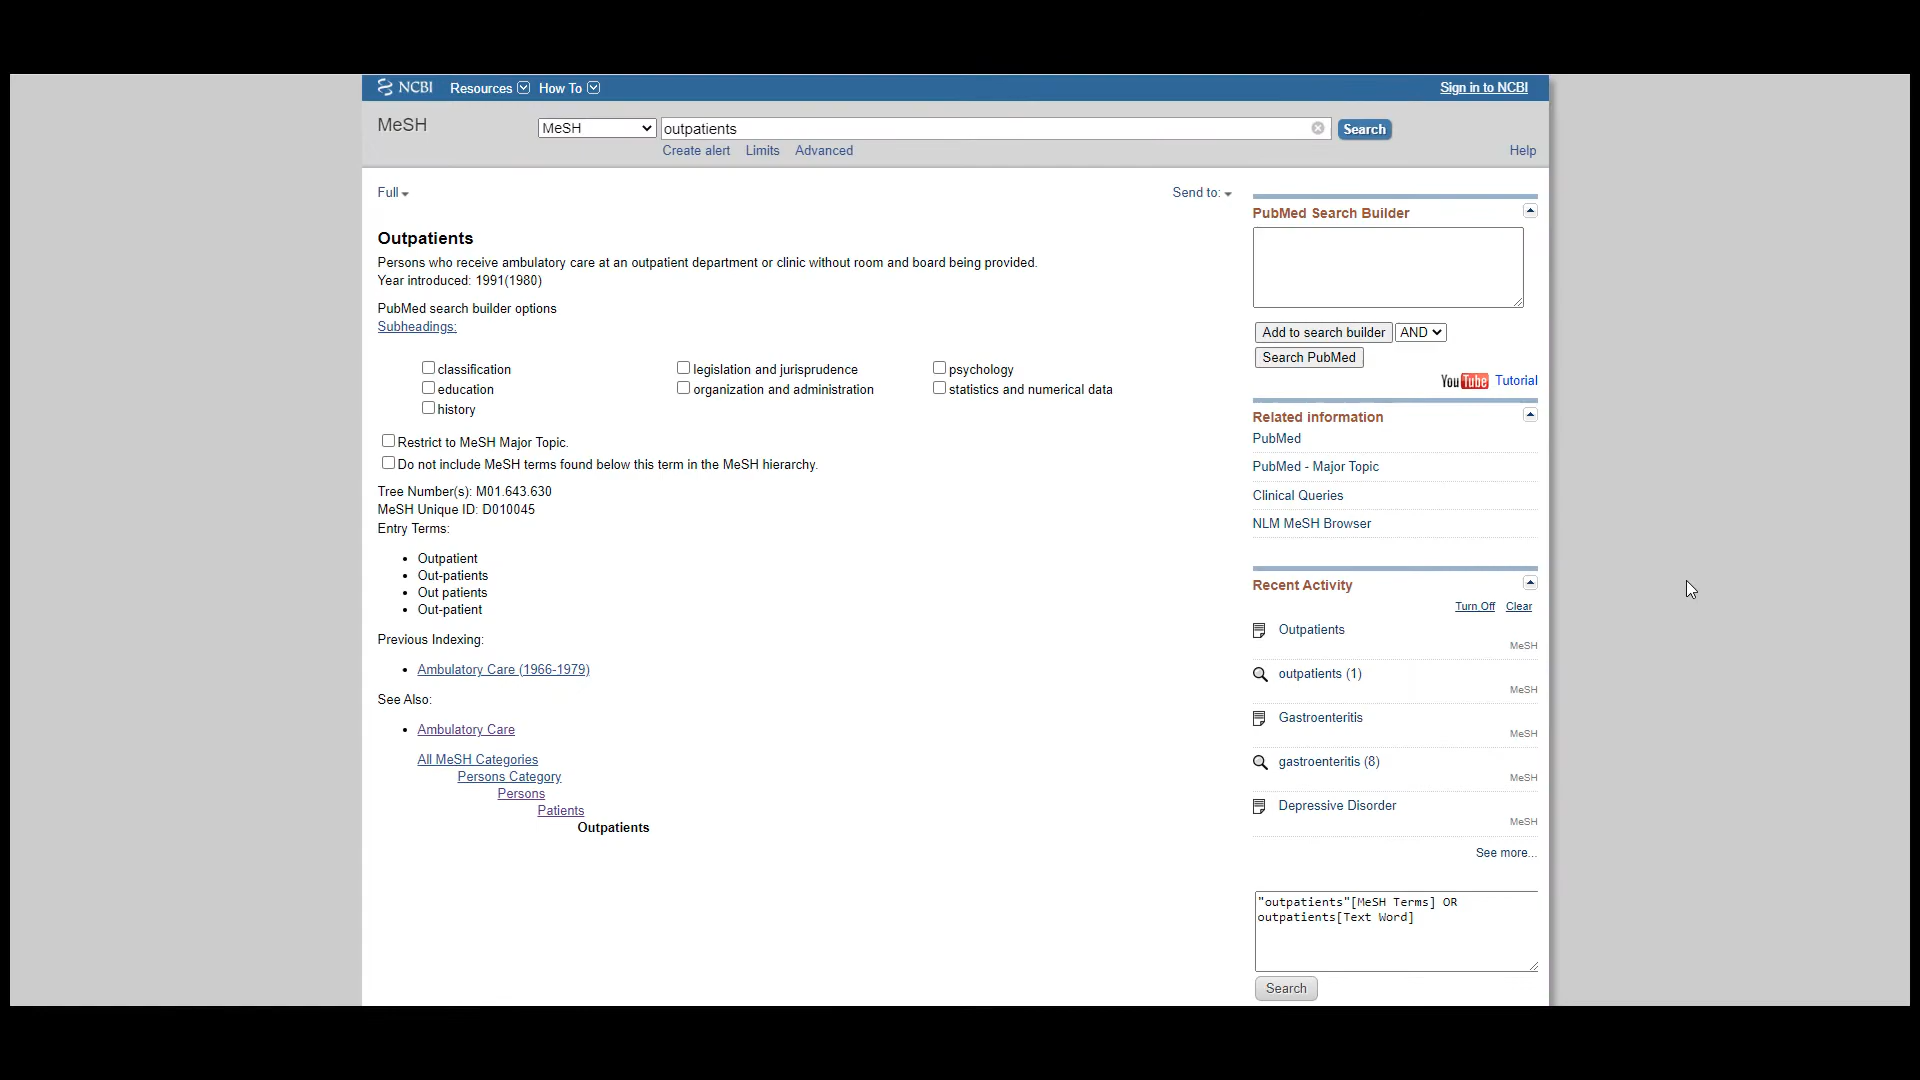 NCBI Resources How To Sign in to NCBI
MeSH MeSH outpatients Search
Create alert Limits Advanced Help
Full Send to:
Outpatients
Persons who receive ambulatory care at an outpatient department or clinic without room and board being provided.
Year introduced: 1991(1980)
PubMed search builder options
Subheadings:
classification legislation and jurisprudence psychology
education organization and administration statistics and numerical data
history
Restrict to MeSH Major Topic.
Do not include MeSH terms found below this term in the MeSH hierarchy.
Tree Number(s): M01.643.630
MeSH Unique ID: D010045
Entry Terms:
Outpatient
Out-patients
Out patients
Out-patient
Previous Indexing:
Ambulatory Care (1966-1979)
See Also:
Ambulatory Care
All MeSH Categories
Persons Category
Persons
Patients
Outpatients
PubMed Search Builder
Add to search builder AND
Search PubMed
YouTube Tutorial
Related information
PubMed
PubMed - Major Topic
Clinical Queries
NLM MeSH Browser
Recent Activity
Turn Off Clear
Outpatients
MeSH
outpatients (1)
MeSH
Gastroenteritis
MeSH
gastroenteritis (8)
MeSH
Depressive Disorder
MeSH
See more...
"outpatients"[MeSH Terms] OR
outpatients[Text Word]
Search